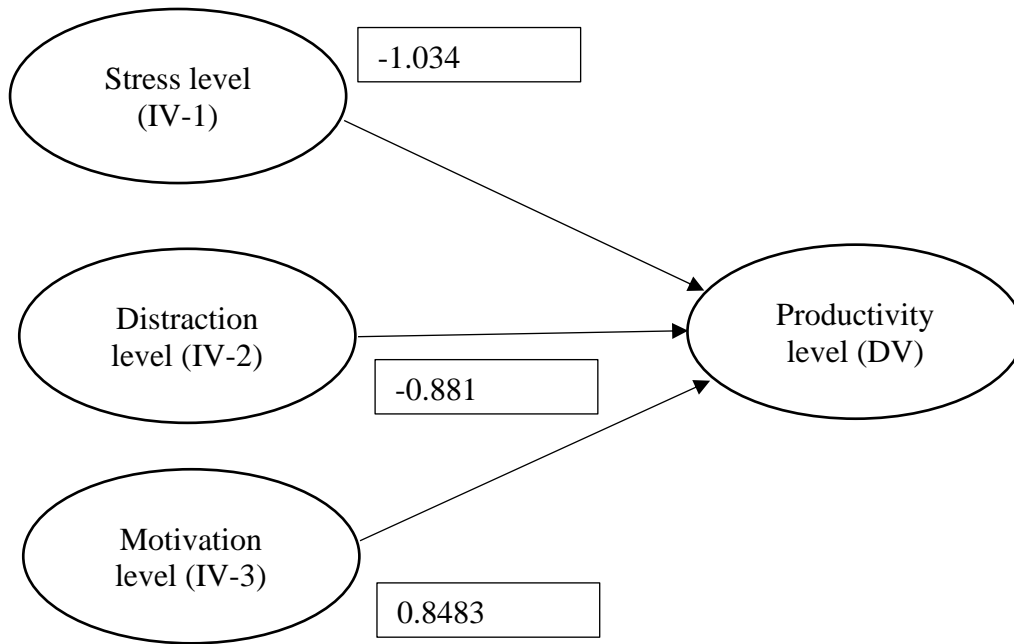 Stress level
(IV-1)
-1.034
Distraction
level (IV-2)
-0.881
Motivation
level (IV-3)
0.8483
Productivity
level (DV)